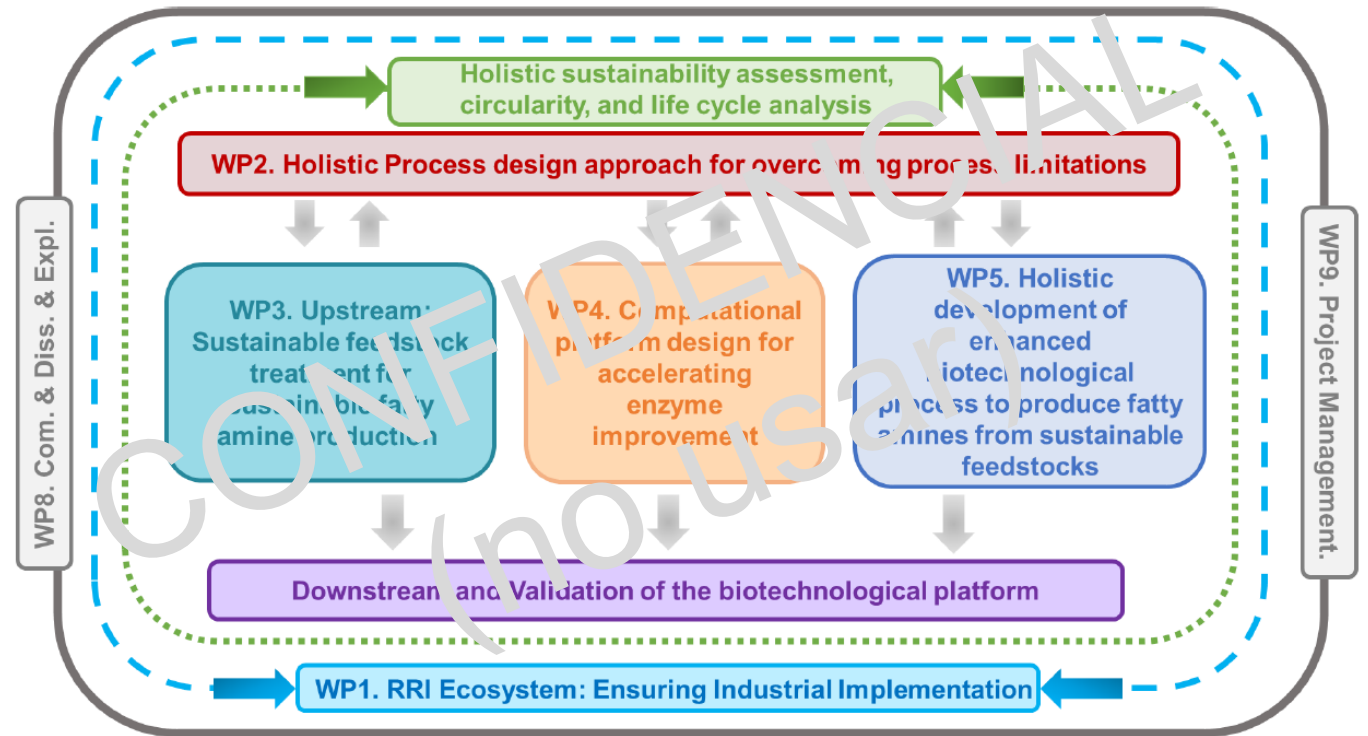 Holistic sustainability assessment,
circularity, and life cycle analysis
WP2. Holistic Process design approach for overcoming process limitations
WP8. Com. & Diss. & Expl.
WP3. Upstream:
Sustainable feedstock
treatment for
sustainable fatty
amine production
WP4. Computational
platform design for
accelerating
enzyme
improvement
WP5. Holistic
development of
enhanced
biotechnological
process to produce fatty
amines from sustainable
feedstocks
WP9. Project Management.
Downstream and Validation of the biotechnological platform
WP1. RRI Ecosystem: Ensuring Industrial Implementation
CONFIDENCIAL
(no usar)